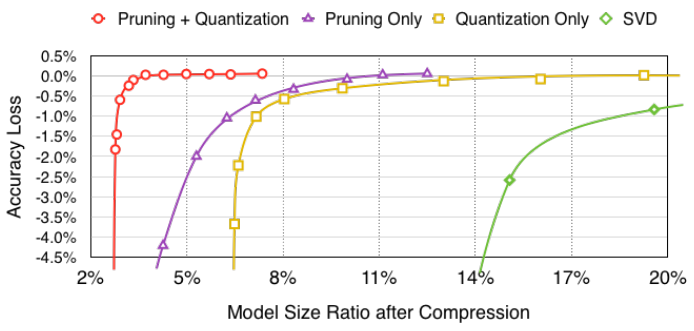 Pruning + Quantization Pruning Only Quantization Only SVD
0.5%
0.0%
-0.5%
-1.0%
-1.5%
-2.0%
-2.5%
-3.0%
-3.5%
-4.0%
-4.5%
Accuracy Loss
2% 5% 8% 11% 14% 17% 20%
Model Size Ratio after Compression